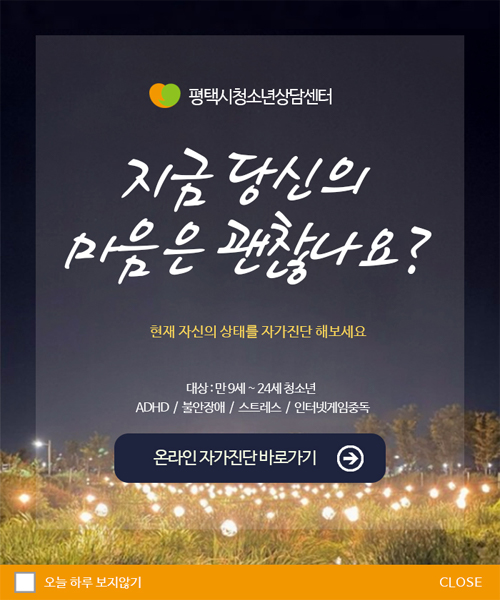 평택시청소년상담센터
지금 당신의
마음은 괜찮나요?
현재 자신의 상태를 자가진단 해보세요
대상 : 만 9세 ~ 24세 청소년
ADHD / 불안장애 / 스트레스 / 인터넷게임중독
온라인 자가진단 바로가기
오늘 하루 보지않기 CLOSE